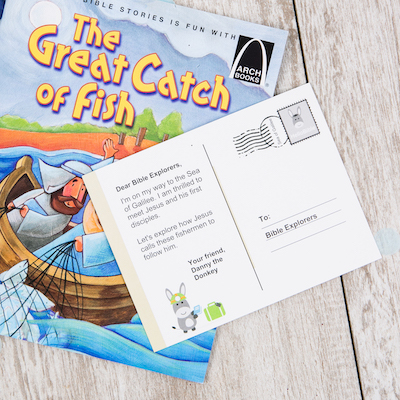 BIBLE STORIES IS FUN WITH
ARCH
BOOKS
The
Great Catch
of Fish
Dear Bible Explorers,
I'm on my way to the Sea
of Galilee. I am thrilled to
meet Jesus and his first
disciples.
Let's explore how Jesus
calls these fishermen to
follow him.
Your friend,
Danny the
Donkey
To:
Bible Explorers